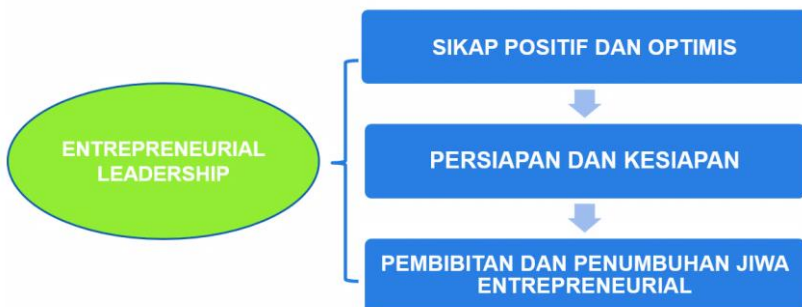 ENTREPRENEURIAL
LEADERSHIP
SIKAP POSITIF DAN OPTIMIS
PERSIAPAN DAN KESIAPAN
PEMBIBITAN DAN PENUMBUHAN JIWA
ENTREPRENEURIAL